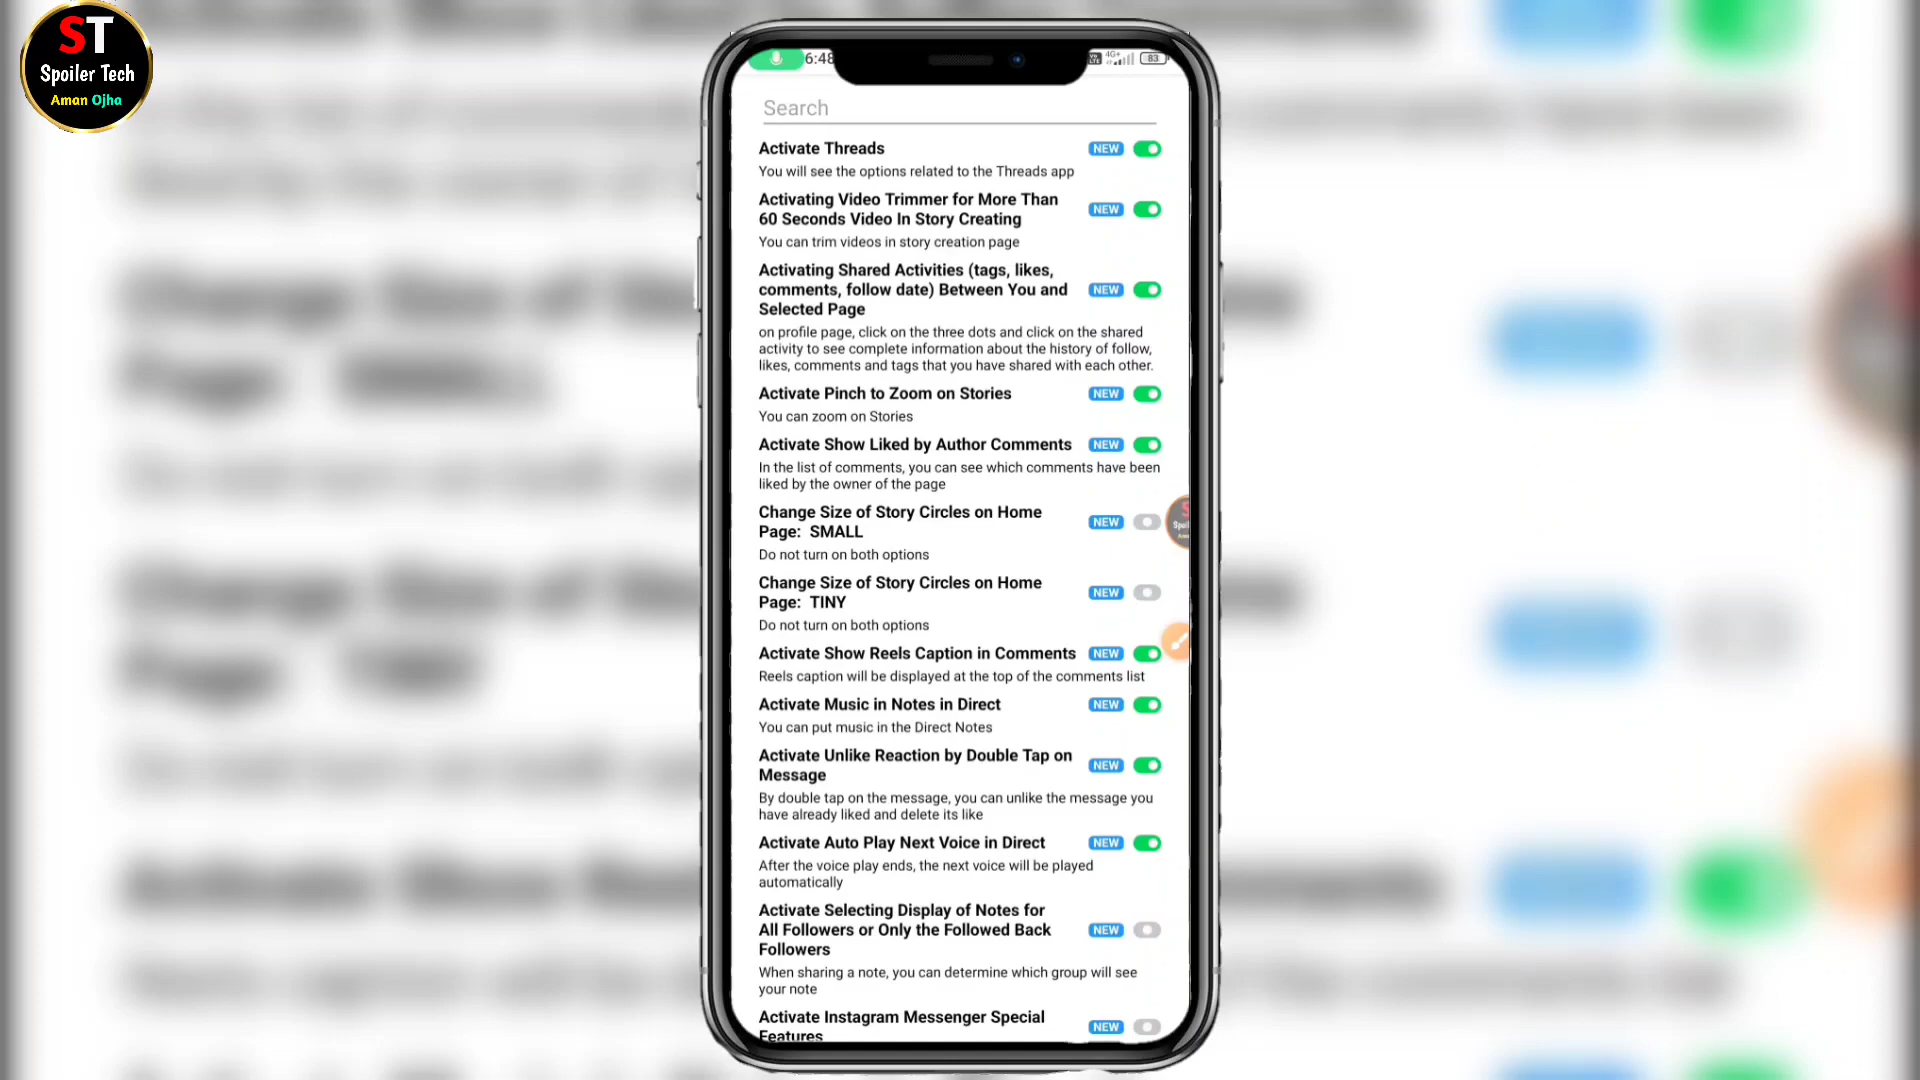 ST
Spoiler Tech
Aman Ojha
6:48
4G+
83
Search
Activate Threads
NEW
You will see the options related to the Threads app
Activating Video Trimmer for More Than
60 Seconds Video In Story Creating
NEW
You can trim videos in story creation page
Activating Shared Activities (tags, likes,
comments, follow date) Between You and
Selected Page
NEW
on profile page, click on the three dots and click on the shared
activity to see complete information about the history of follow,
likes, comments and tags that you have shared with each other.
Activate Pinch to Zoom on Stories
NEW
You can zoom on Stories
Activate Show Liked by Author Comments
NEW
In the list of comments, you can see which comments have been
liked by the owner of the page
Change Size of Story Circles on Home
Page: SMALL
NEW
Do not turn on both options
Change Size of Story Circles on Home
Page: TINY
NEW
Do not turn on both options
Activate Show Reels Caption in Comments
NEW
Reels caption will be displayed at the top of the comments list
Activate Music in Notes in Direct
NEW
You can put music in the Direct Notes
Activate Unlike Reaction by Double Tap on
Message
NEW
By double tap on the message, you can unlike the message you
have already liked and delete its like
Activate Auto Play Next Voice in Direct
NEW
After the voice play ends, the next voice will be played
automatically
Activate Selecting Display of Notes for
All Followers or Only the Followed Back
Followers
NEW
When sharing a note, you can determine which group will see
your note
Activate Instagram Messenger Special
Features
NEW